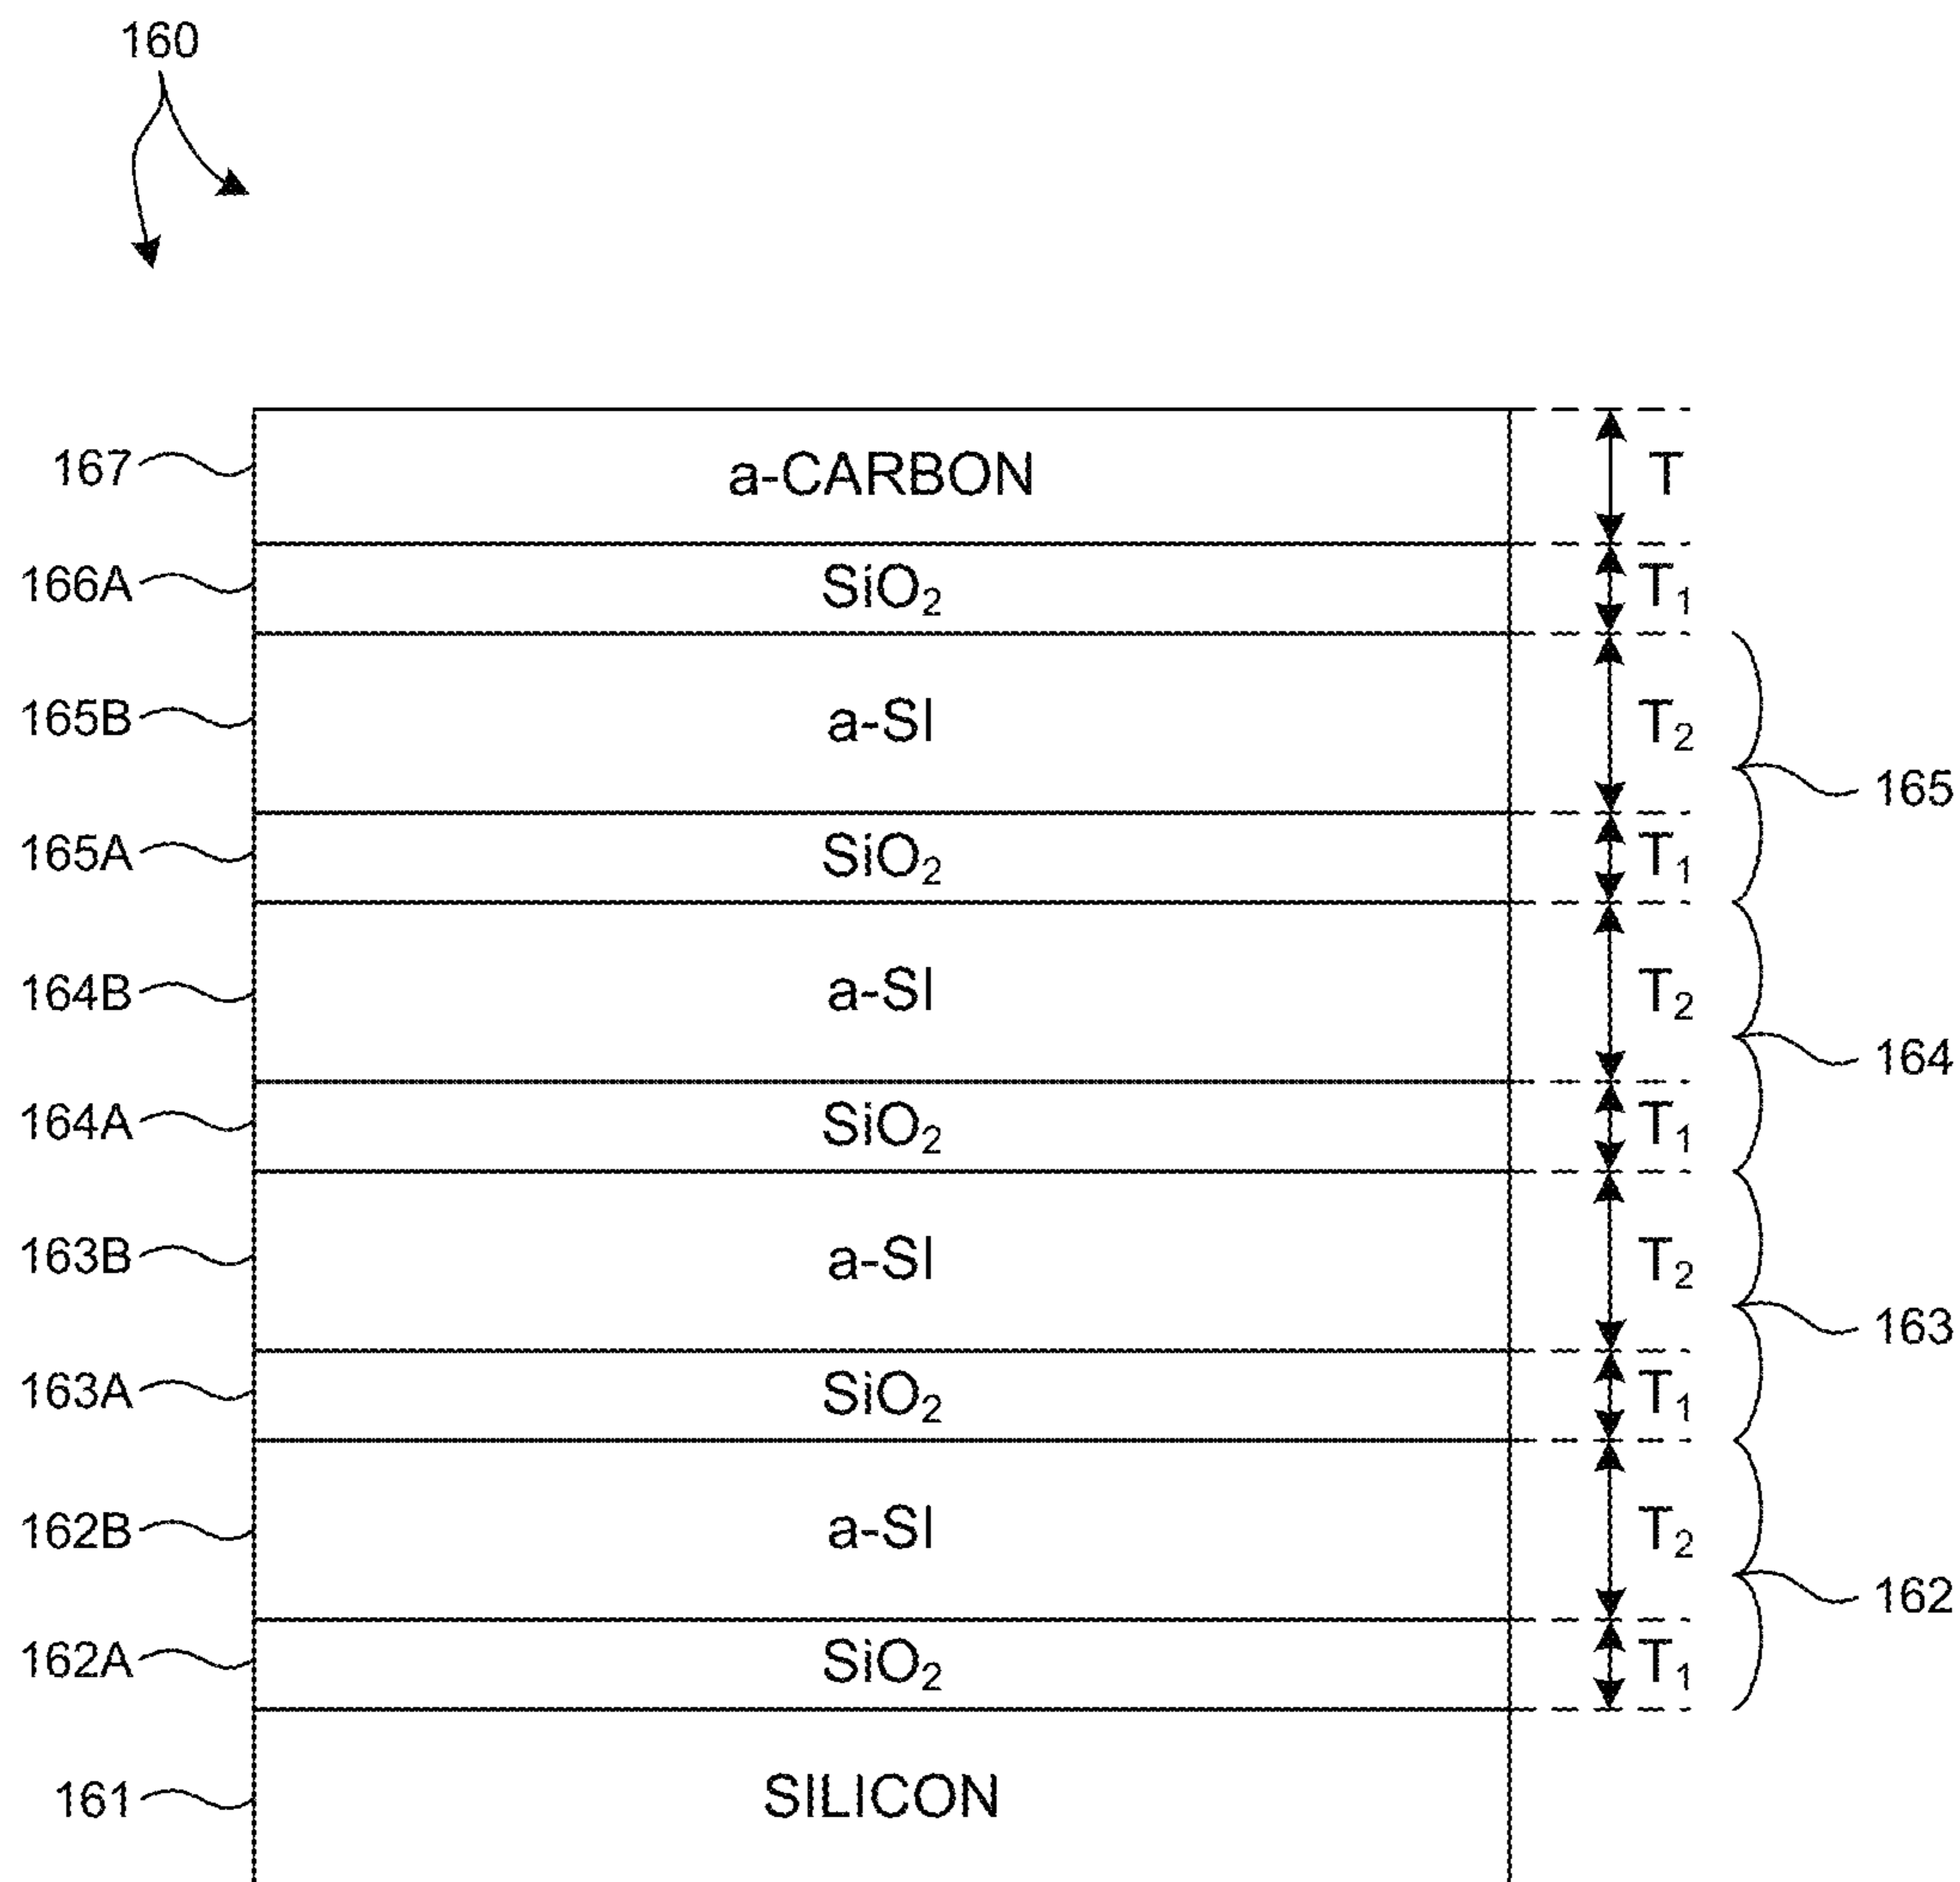 160
167 a-CARBON T
166A SiO₂ T₁
165B a-SI T₂
165
165A SiO₂ T₁
164B a-SI T₂
164
164A SiO₂ T₁
163B a-SI T₂
163
163A SiO₂ T₁
162B a-SI T₂
162
162A SiO₂ T₁
161 SILICON